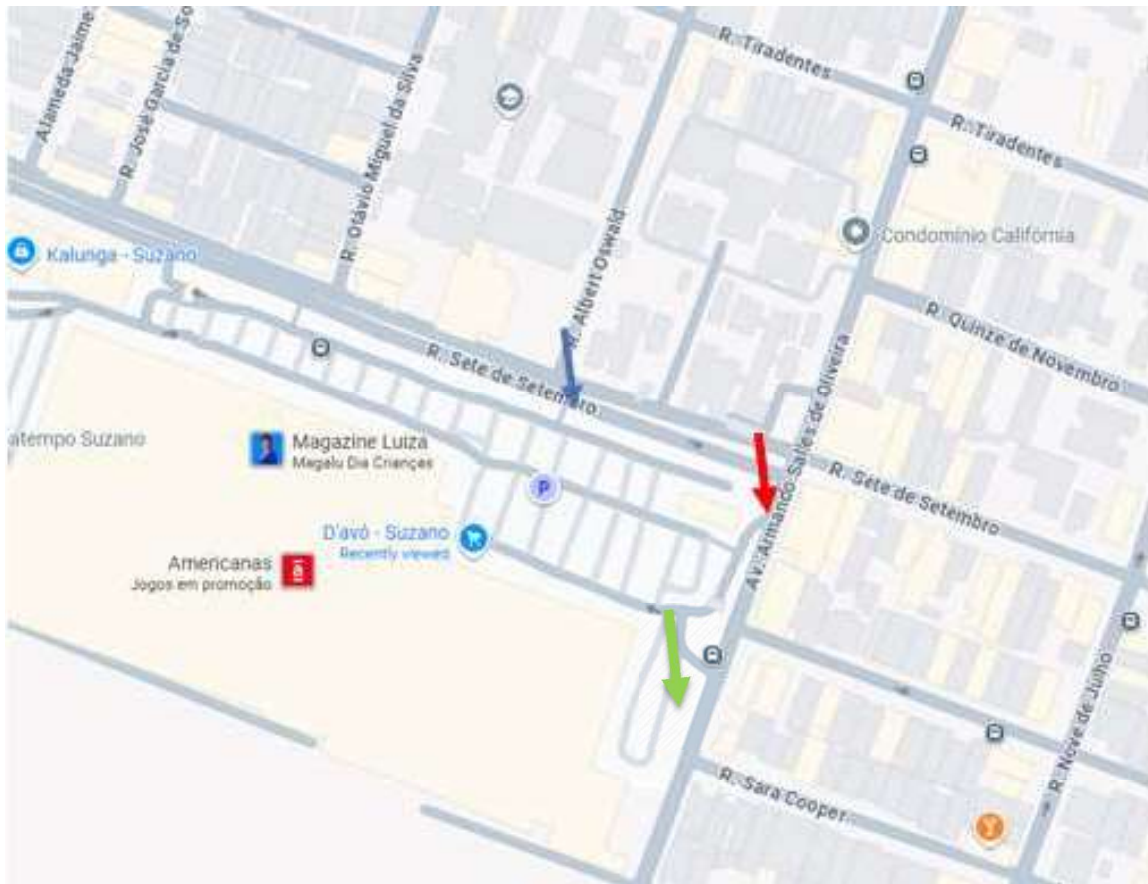 Alameda Jaime
R. José Garcia de So
R. Otávio Miguel da Silva
R. Tiradentes
R. Tiradentes
R. Albert Oswald
Condomínio Califórnia
Kalunga - Suzano
R. Quinze de Novembro
R. Sete de Setembro
Av. Armando Salles de Oliveira
atempo Suzano
Magazine Luiza
Magalu Dia Crianças
R. Sete de Setembro
P
D'avó - Suzano
Recently viewed
Americanas
Jogos em promoção
R. Nove de Julho
R. Sara Cooper